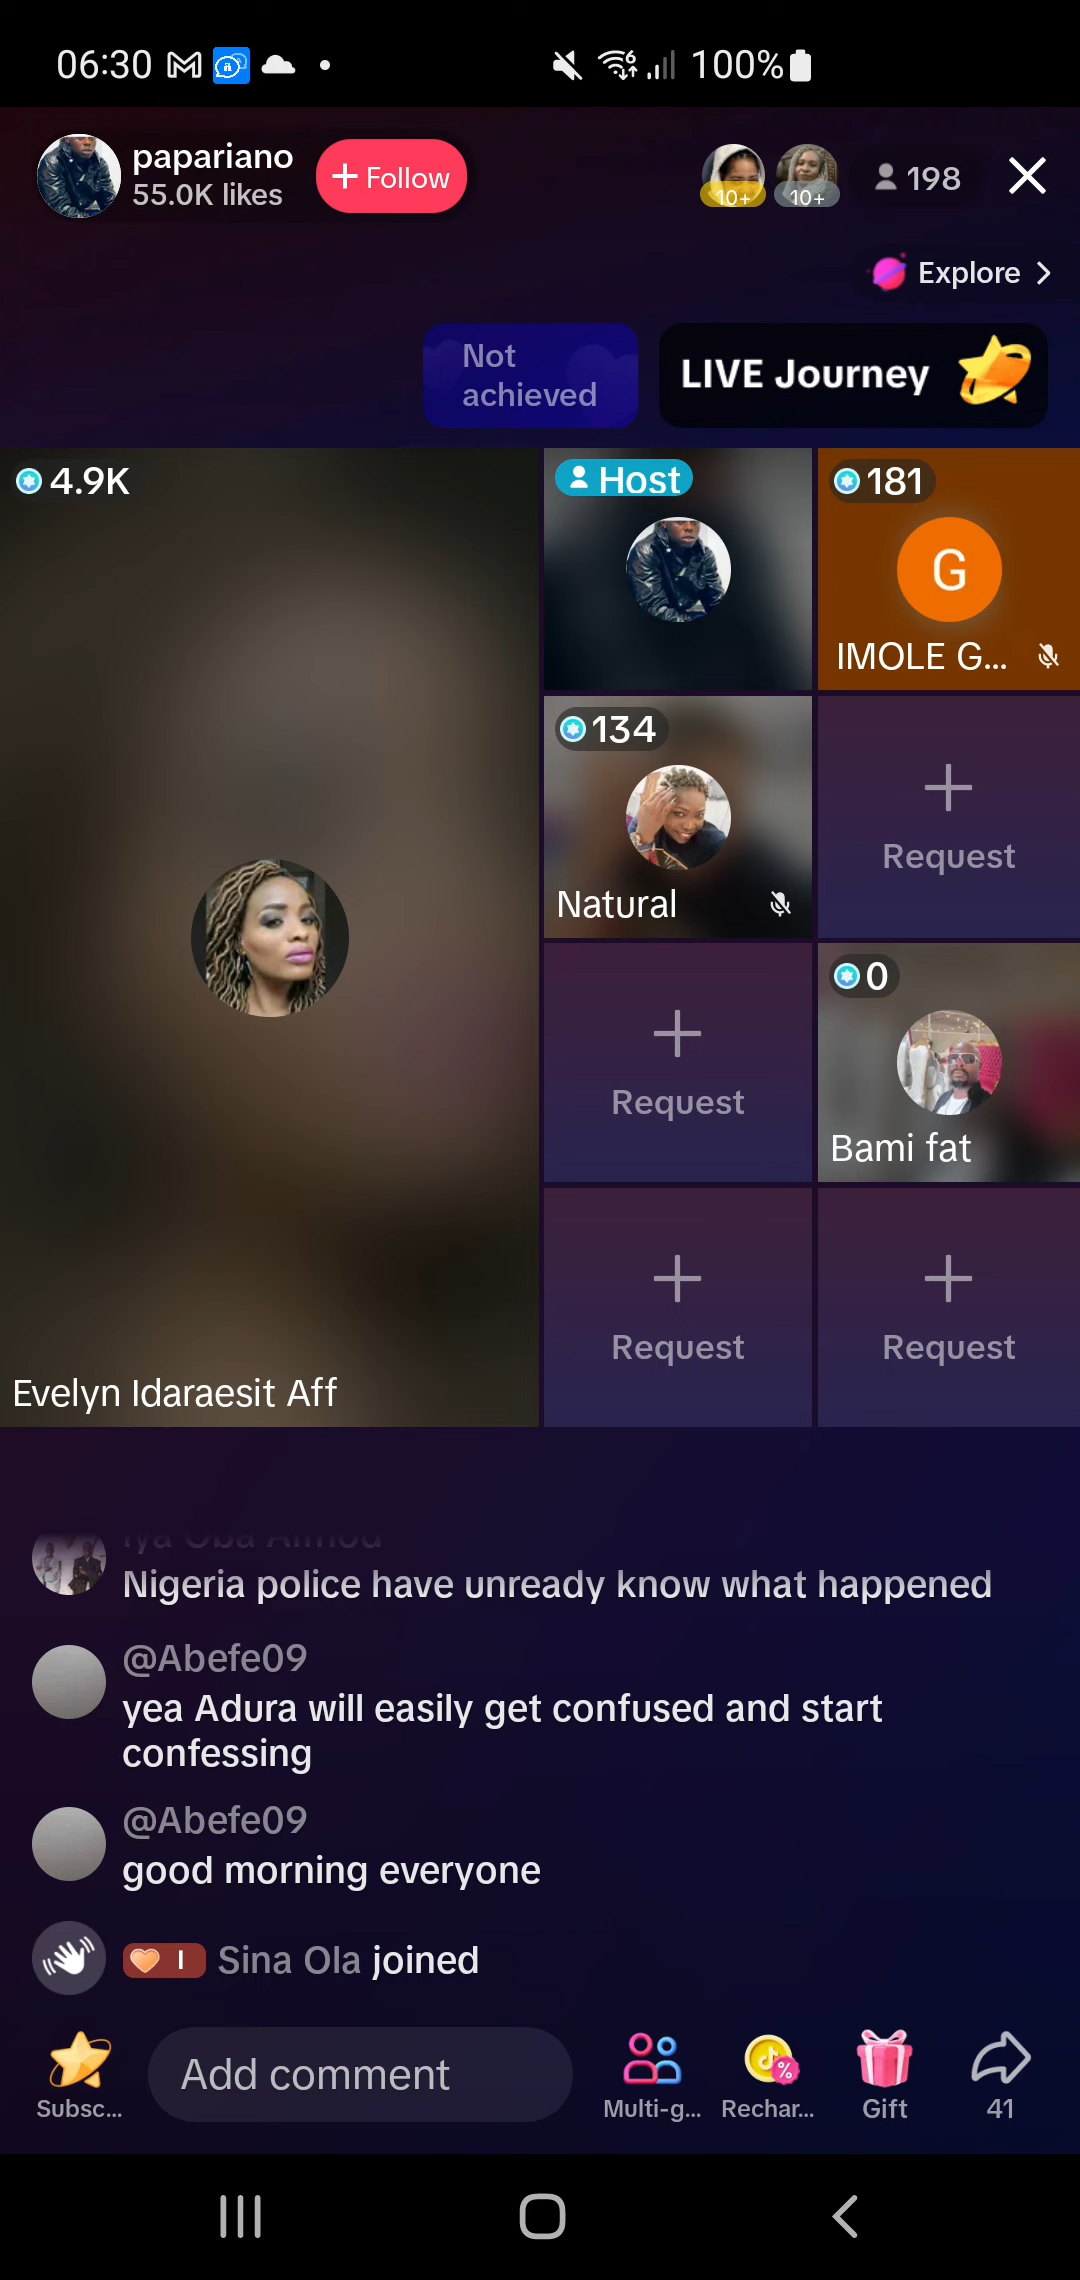 06:30
100%
papariano
55.0K likes
+ Follow
10+
10+
198
Explore
Not
achieved
LIVE Journey
4.9K
Host
181
G
IMOLE G...
134
Natural
Request
Request
0
Bami fat
Request
Request
Evelyn Idaraesit Aff
Iya Oba Alimod
Nigeria police have unready know what happened
@Abefe09
yea Adura will easily get confused and start
confessing
@Abefe09
good morning everyone
I Sina Ola joined
Add comment
Subsc...
Multi-g...
Rechar...
Gift
41